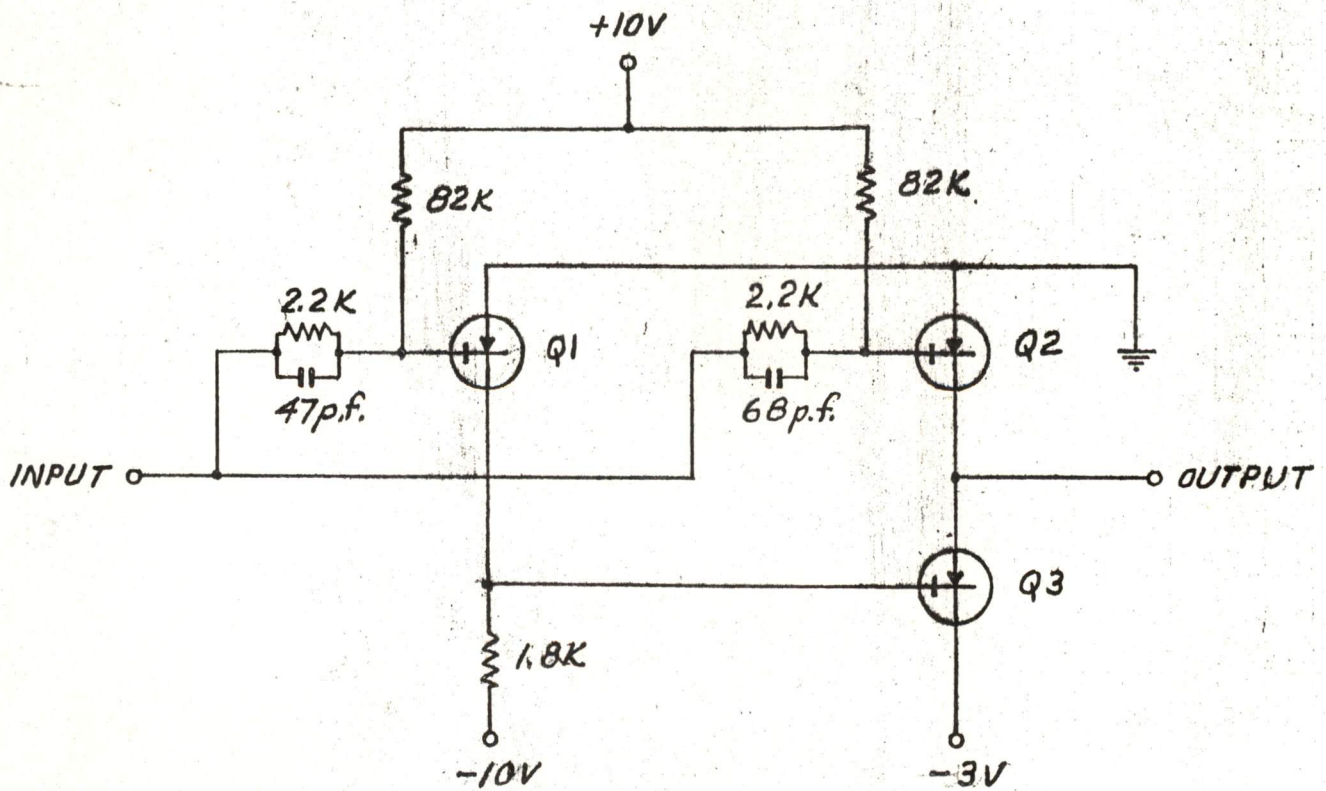 +10V
82K
82K
2.2K
2.2K
Q1
Q2
47p.f.
68p.f.
INPUT
OUTPUT
Q3
1.8K
-10V
-3V